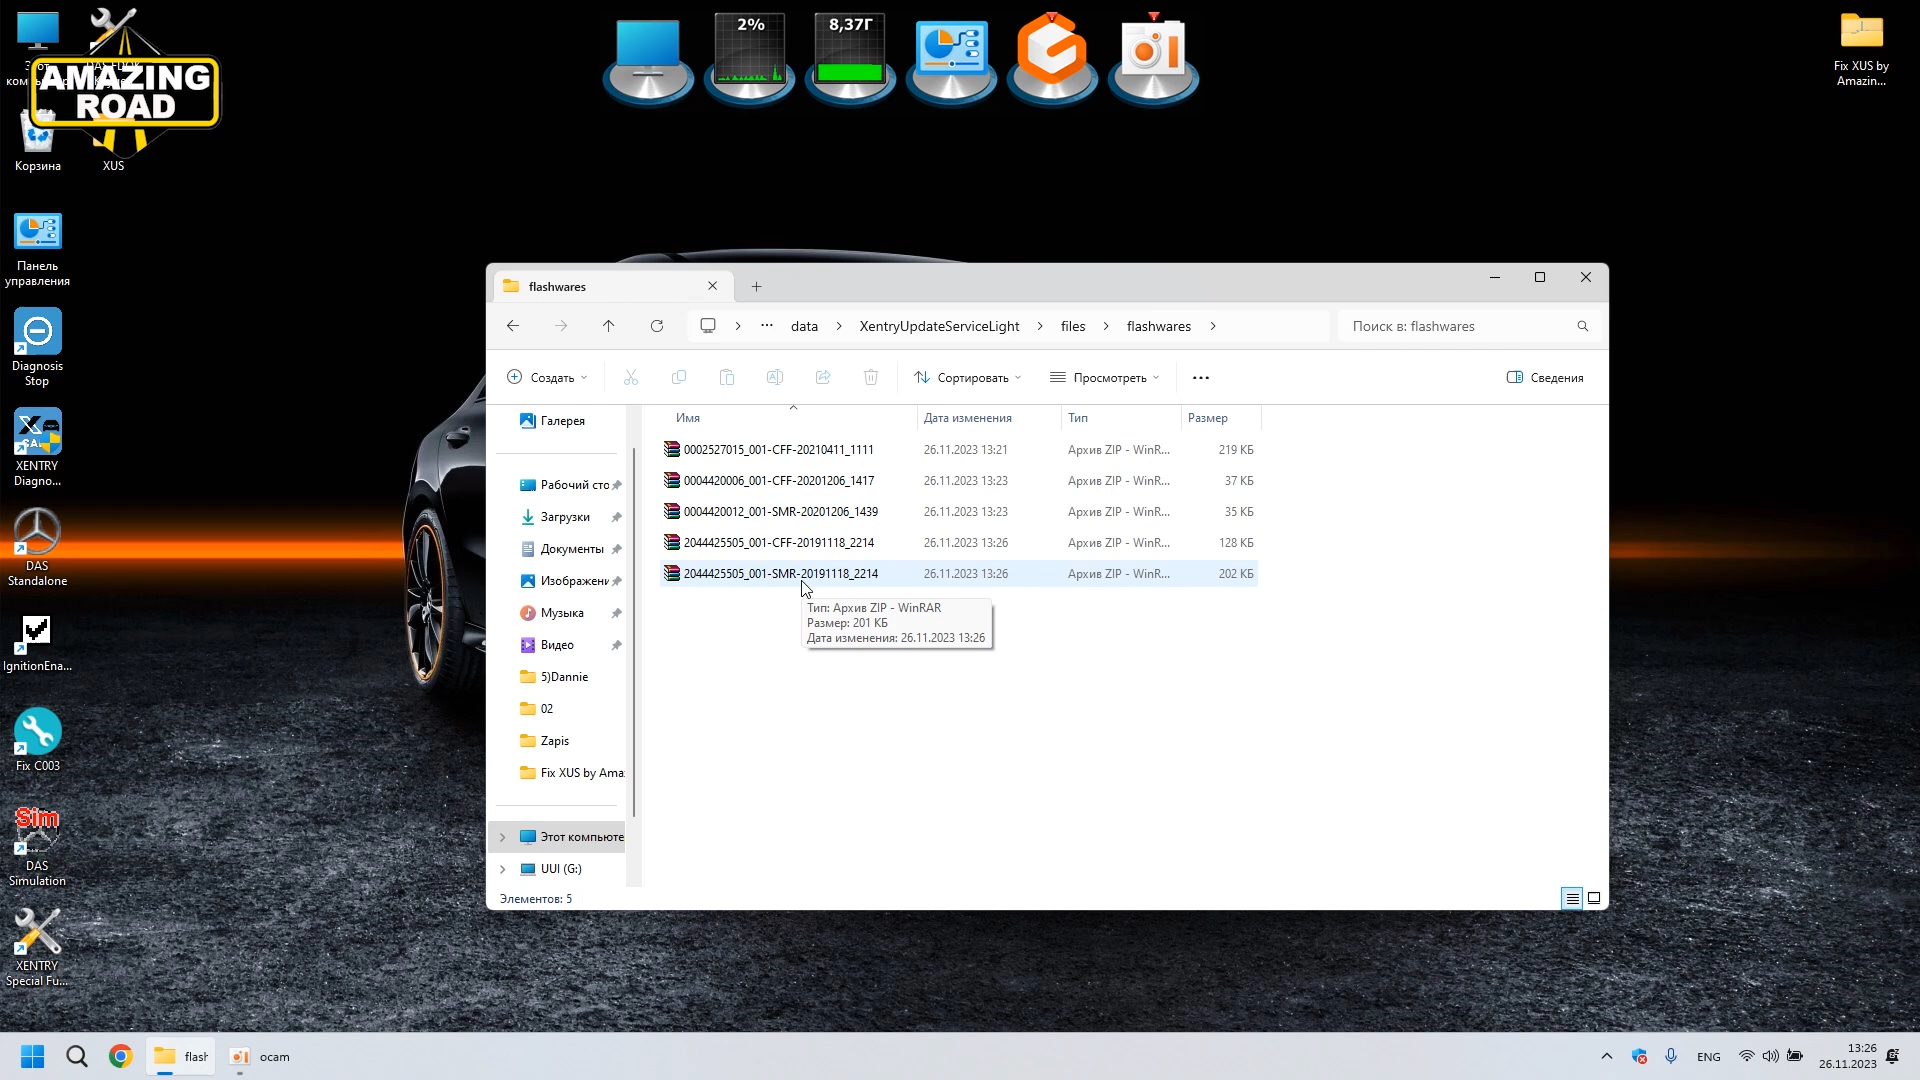 2%
8,37Г
AMAZING
ROAD
Корзина
XUS
Fix XUS by
Amazin...
Панель
управления
Diagnosis
Stop
XENTRY
Diagno...
DAS
Standalone
IgnitionEna...
Fix C003
Sim
DAS
Simulation
XENTRY
Special Fu...
flashwares
data
XentryUpdateServiceLight
files
flashwares
Поиск в: flashwares
Создать
Сортировать
Просмотреть
Сведения
Галерея
Рабочий сто
Загрузки
Документы
Изображени
Музыка
Видео
5)Dannie
02
Zapis
Fix XUS by Ama
Этот компьюте
UUI (G:)
Имя Дата изменения Тип Размер
0002527015_001-CFF-20210411_1111 26.11.2023 13:21 Архив ZIP - WinR... 219 КБ
0004420006_001-CFF-20201206_1417 26.11.2023 13:23 Архив ZIP - WinR... 37 КБ
0004420012_001-SMR-20201206_1439 26.11.2023 13:23 Архив ZIP - WinR... 35 КБ
2044425505_001-CFF-20191118_2214 26.11.2023 13:26 Архив ZIP - WinR... 128 КБ
2044425505_001-SMR-20191118_2214 26.11.2023 13:26 Архив ZIP - WinR... 202 КБ
Тип: Архив ZIP - WinRAR
Размер: 201 КБ
Дата изменения: 26.11.2023 13:26
Элементов: 5
flash
ocam
ENG
13:26
26.11.2023